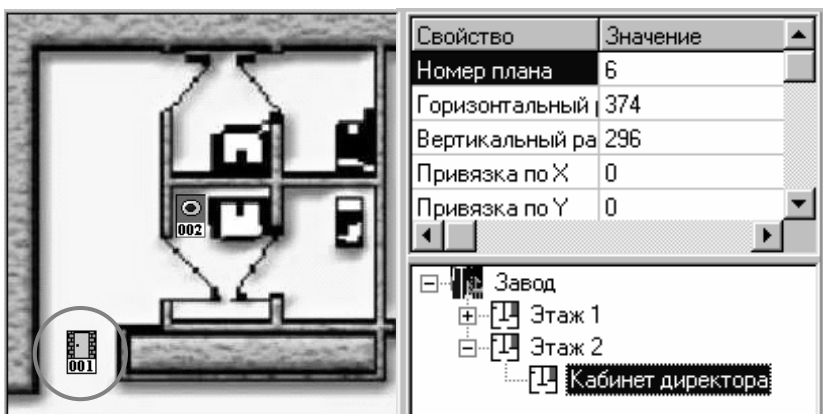 002
001
Свойство Значение
Номер плана 6
Горизонтальный р 374
Вертикальный ра 296
Привязка по X 0
Привязка по Y 0
Завод
Этаж 1
Этаж 2
Кабинет директора